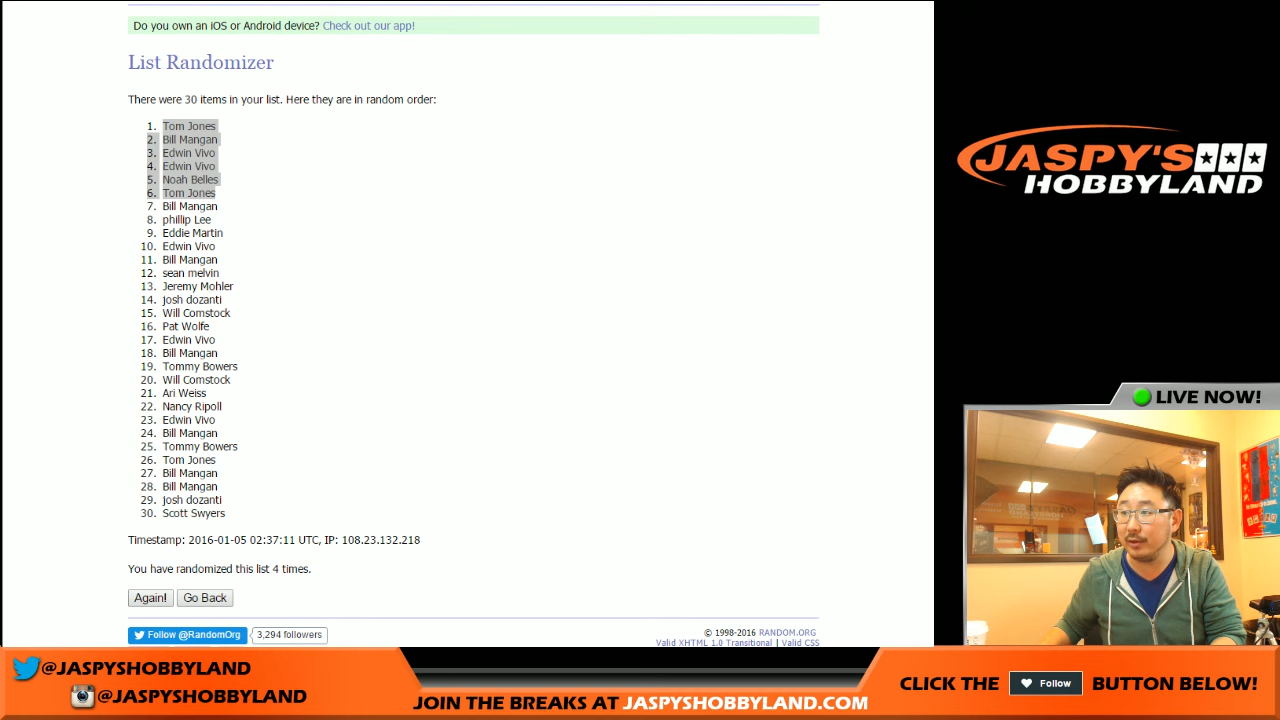 Do you own an iOS or Android device? Check out our app!
List Randomizer
There were 30 items in your list. Here they are in random order:
1. Tom Jones
2. Bill Mangan
3. Edwin Vivo
4. Edwin Vivo
5. Noah Belles
6. Tom Jones
7. Bill Mangan
8. phillip Lee
9. Eddie Martin
10. Edwin Vivo
11. Bill Mangan
12. sean melvin
13. Jeremy Mohler
14. josh dozanti
15. Will Comstock
16. Pat Wolfe
17. Edwin Vivo
18. Bill Mangan
19. Tommy Bowers
20. Will Comstock
21. Ari Weiss
22. Nancy Ripoll
23. Edwin Vivo
24. Bill Mangan
25. Tommy Bowers
26. Tom Jones
27. Bill Mangan
28. Bill Mangan
29. josh dozanti
30. Scott Swyers
Timestamp: 2016-01-05 02:37:11 UTC, IP: 108.23.132.218
You have randomized this list 4 times.
Again! Go Back
Follow @RandomOrg 3,294 followers
© 1998-2016 RANDOM.ORG
Valid XHTML 1.0 Transitional | Valid CSS
JASPY'S
HOBBYLAND
LIVE NOW!
@JASPYSHOBBYLAND
@JASPYSHOBBYLAND
JOIN THE BREAKS AT JASPYSHOBBYLAND.COM
CLICK THE Follow BUTTON BELOW!